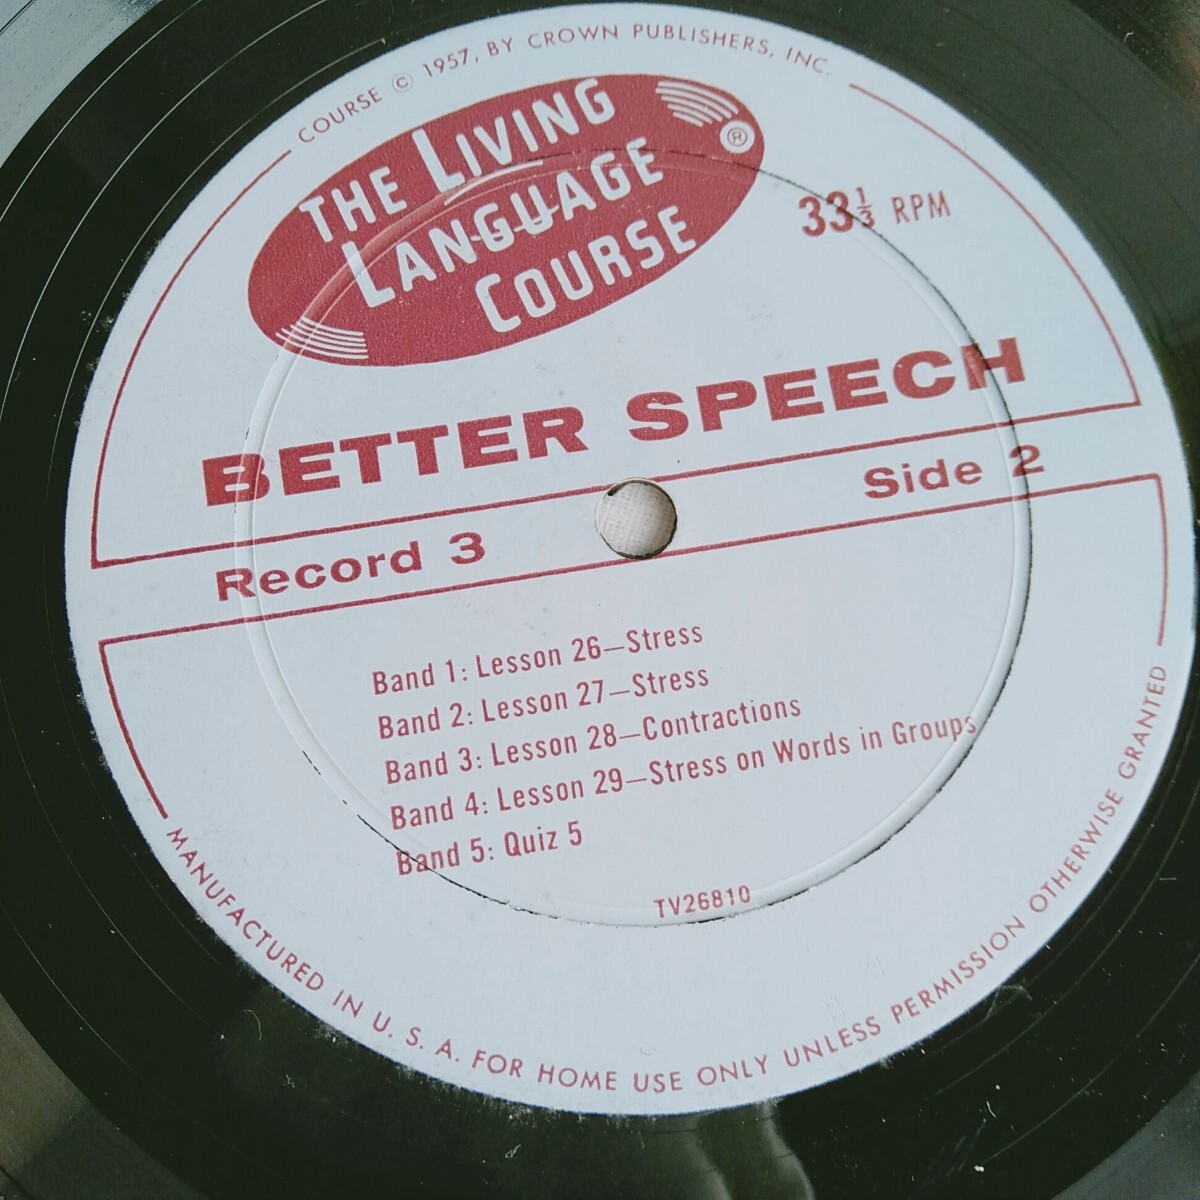 COURSE © 1957, BY CROWN PUBLISHERS, INC.
THE LIVING
LANGUAGE
COURSE
®
33⅓ RPM
BETTER SPEECH
Record 3
Side 2
Band 1: Lesson 26—Stress
Band 2: Lesson 27—Stress
Band 3: Lesson 28—Contractions
Band 4: Lesson 29—Stress on Words in Groups
Band 5: Quiz 5
TV26810
MANUFACTURED IN U. S. A. FOR HOME USE ONLY UNLESS PERMISSION OTHERWISE GRANTED